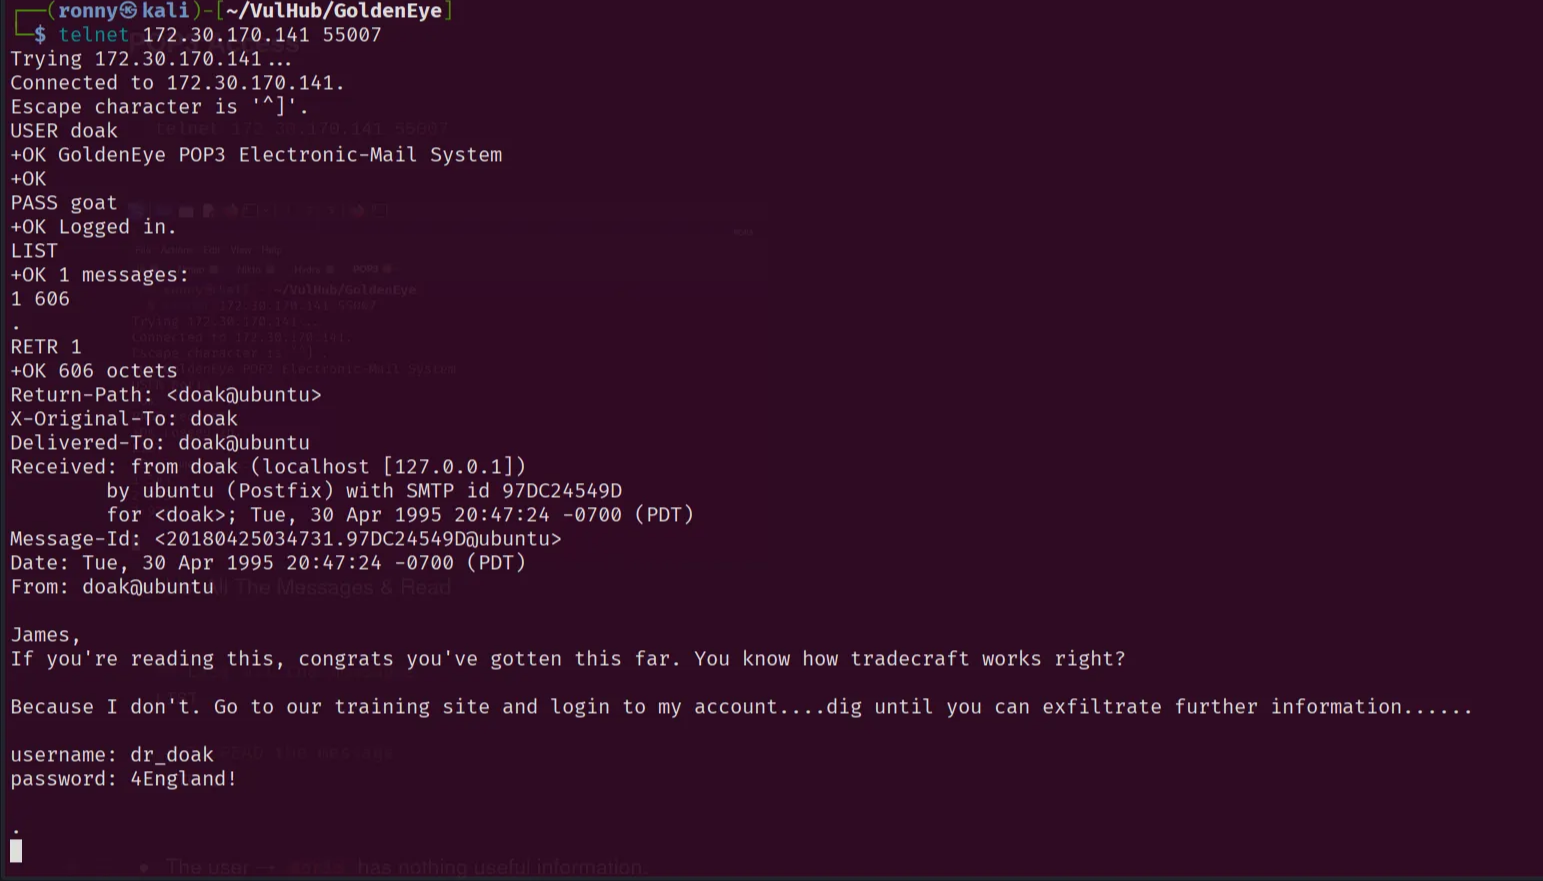 (ronny㉿kali)-[~/VulHub/GoldenEye]
$ telnet 172.30.170.141 55007
Trying 172.30.170.141...
Connected to 172.30.170.141.
Escape character is '^]'.
USER doak
+OK GoldenEye POP3 Electronic-Mail System
+OK
PASS goat
+OK Logged in.
LIST
+OK 1 messages:
1 606
.
RETR 1
+OK 606 octets
Return-Path: <doak@ubuntu>
X-Original-To: doak
Delivered-To: doak@ubuntu
Received: from doak (localhost [127.0.0.1])
by ubuntu (Postfix) with SMTP id 97DC24549D
for <doak>; Tue, 30 Apr 1995 20:47:24 -0700 (PDT)
Message-Id: <20180425034731.97DC24549D@ubuntu>
Date: Tue, 30 Apr 1995 20:47:24 -0700 (PDT)
From: doak@ubuntu
James,
If you're reading this, congrats you've gotten this far. You know how tradecraft works right?
Because I don't. Go to our training site and login to my account....dig until you can exfiltrate further information......
username: dr_doak
password: 4England!
.
The user → has nothing useful information.